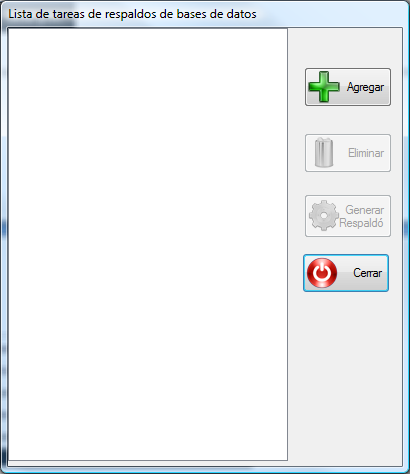 Lista de tareas de respaldos de bases de datos
Agregar
Eliminar
Generar
Respaldó
Cerrar